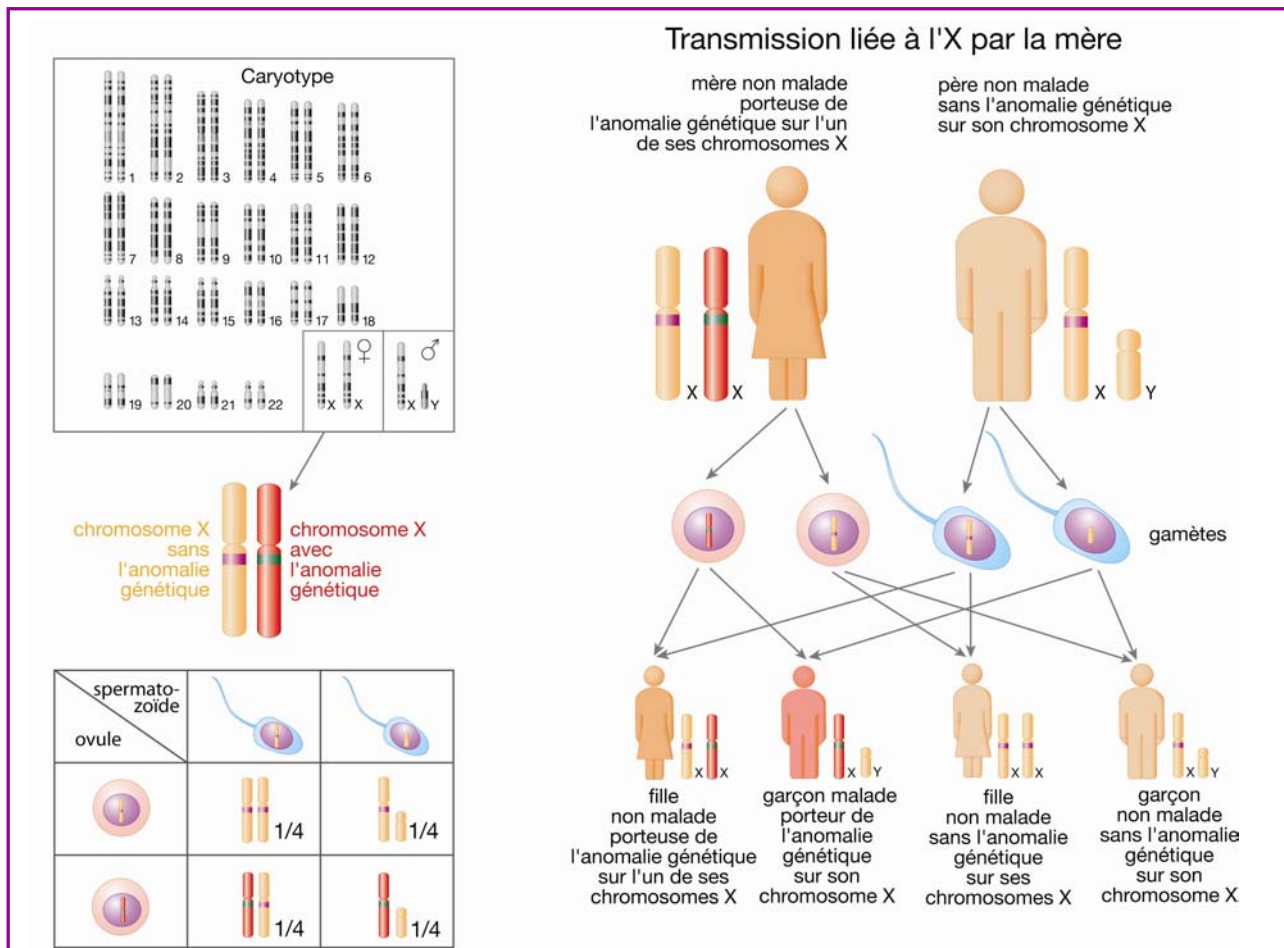 Caryotype
1 2 3 4 5 6
7 8 9 10 11 12
13 14 15 16 17 18
19 20 21 22
♀
X X
♂
X Y
chromosome X
sans
l'anomalie
génétique
chromosome X
avec
l'anomalie
génétique
spermato-
zoïde
ovule
1/4
1/4
1/4
1/4
Transmission liée à l'X par la mère
mère non malade
porteuse de
l'anomalie génétique sur l'un
de ses chromosomes X
père non malade
sans l'anomalie génétique
sur son chromosome X
X X
X Y
gamètes
X X
X Y
X X
X Y
fille
non malade
porteuse de
l'anomalie génétique
sur l'un de ses
chromosomes X
garçon malade
porteur de
l'anomalie
génétique
sur son
chromosome X
fille
non malade
sans l'anomalie
génétique
sur ses
chromosomes X
garçon
non malade
sans l'anomalie
génétique
sur son
chromosome X